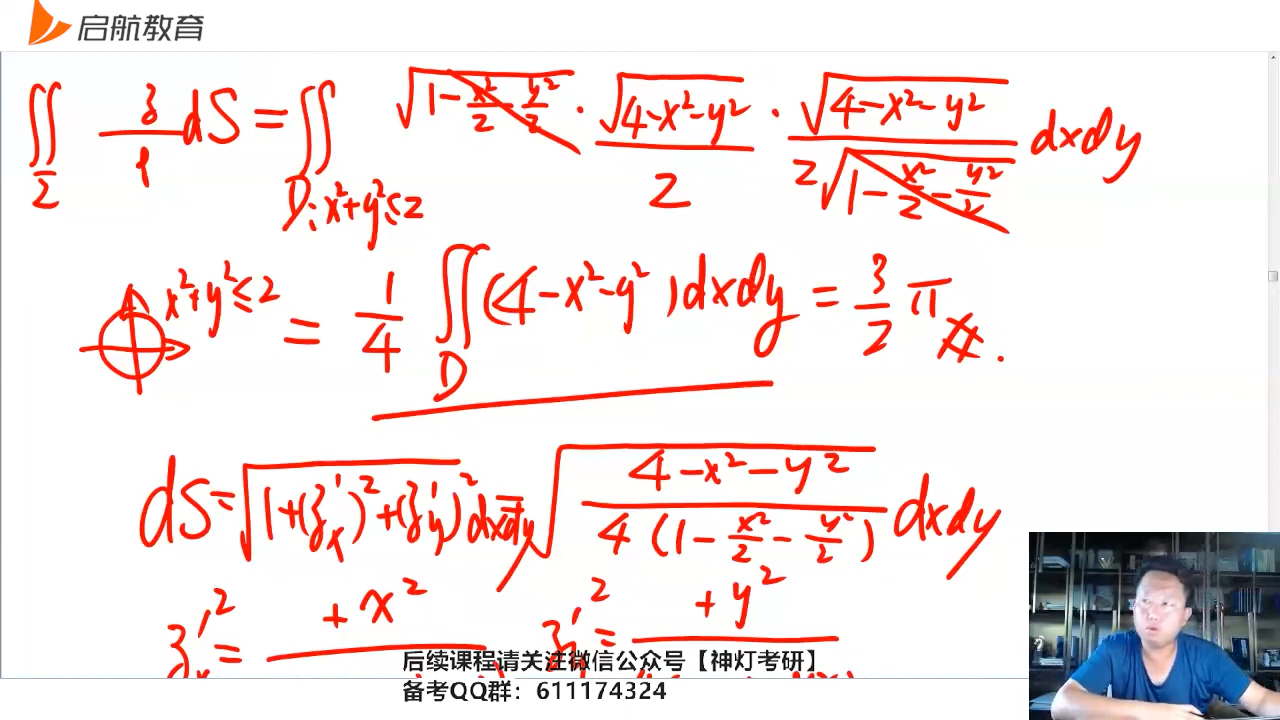 启航教育
∬_Σ z/ρ dS = ∬_{D: x²+y²≤2} √(1-x²/2-y²/2) · √(4-x²-y²)/2 · √(4-x²-y²)/(2√(1-x²/2-y²/2)) dxdy
x²+y²≤2 = 1/4 ∬_D (4-x²-y²)dxdy = 3/2 π #.
dS=√(1+(z'x)²+(z'y)²) dxdy = √((4-x²-y²)/(4(1-x²/2-y²/2))) dxdy
z'x² = +x² z'² = +y²
后续课程请关注微信公众号【神灯考研】
备考QQ群：611174324